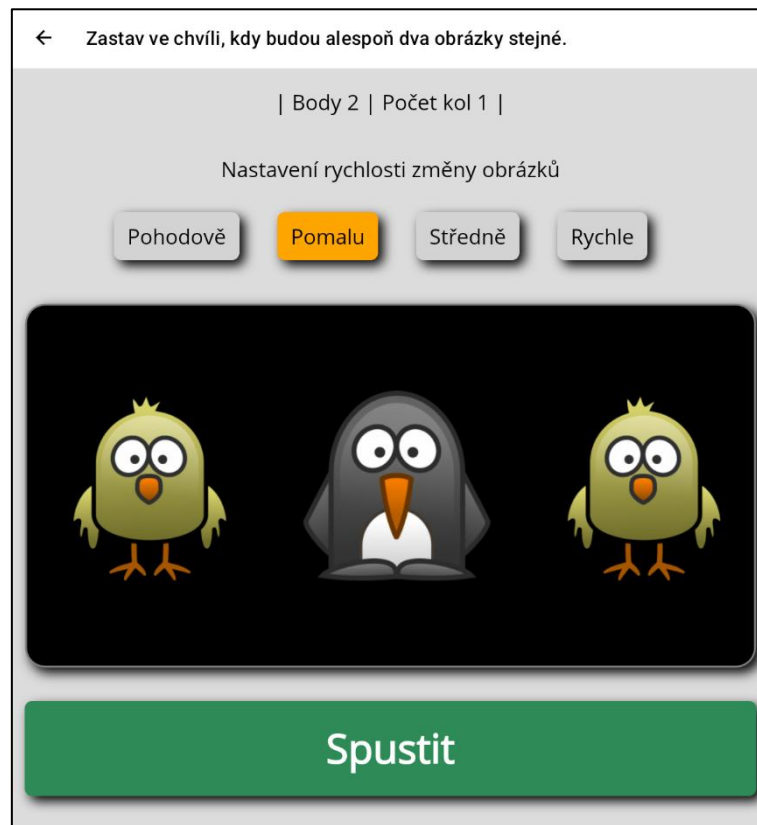 ← Zastav ve chvíli, kdy budou alespoň dva obrázky stejné.
| Body 2 | Počet kol 1 |
Nastavení rychlosti změny obrázků
Pohodově Pomalu Středně Rychle
Spustit